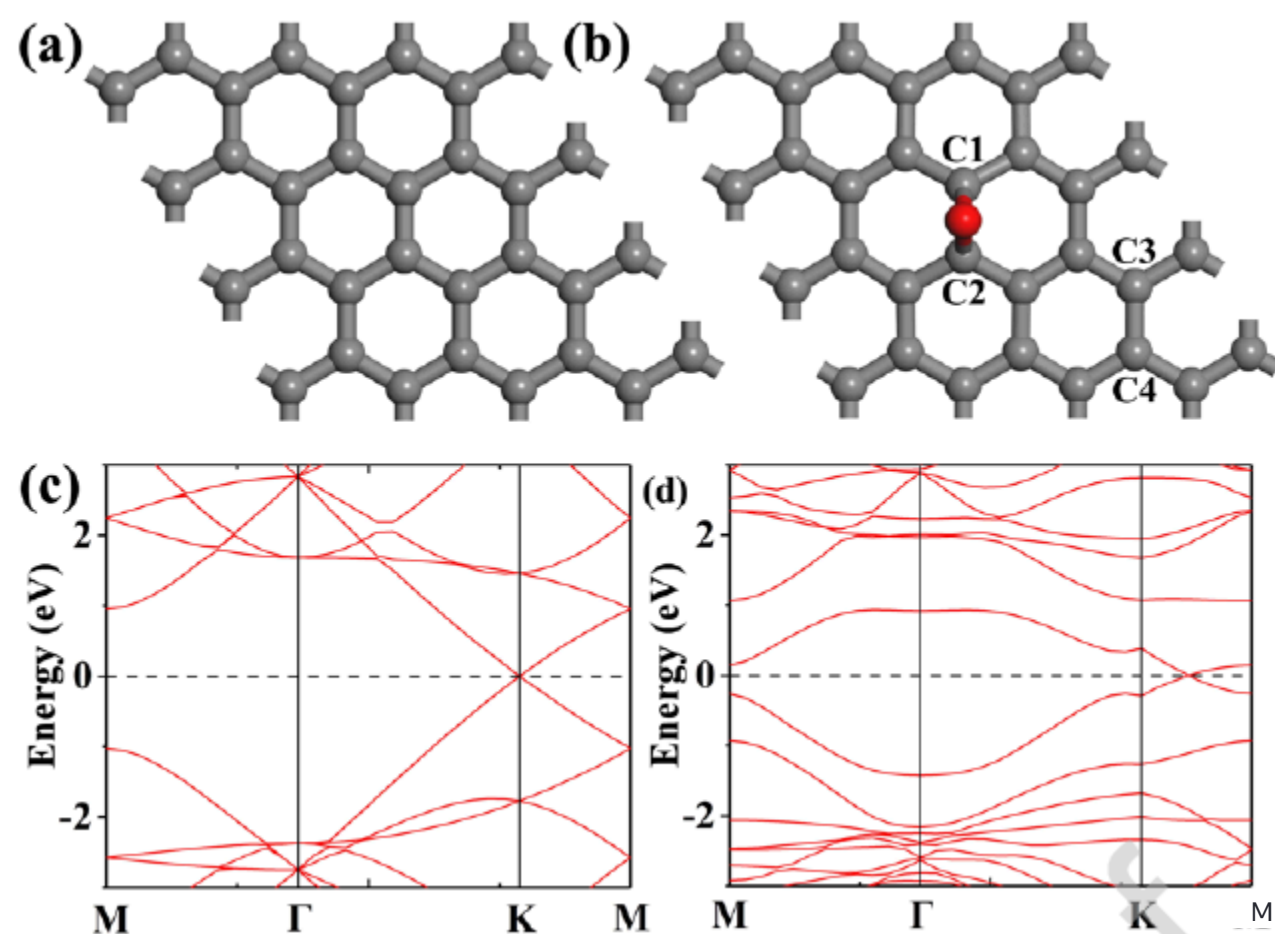 (a)
(b)
C1
C3
C2
C4
(c)
(d)
Energy (eV)
2
0
-2
M Γ K M
Energy (eV)
2
0
-2
M Γ K M
f